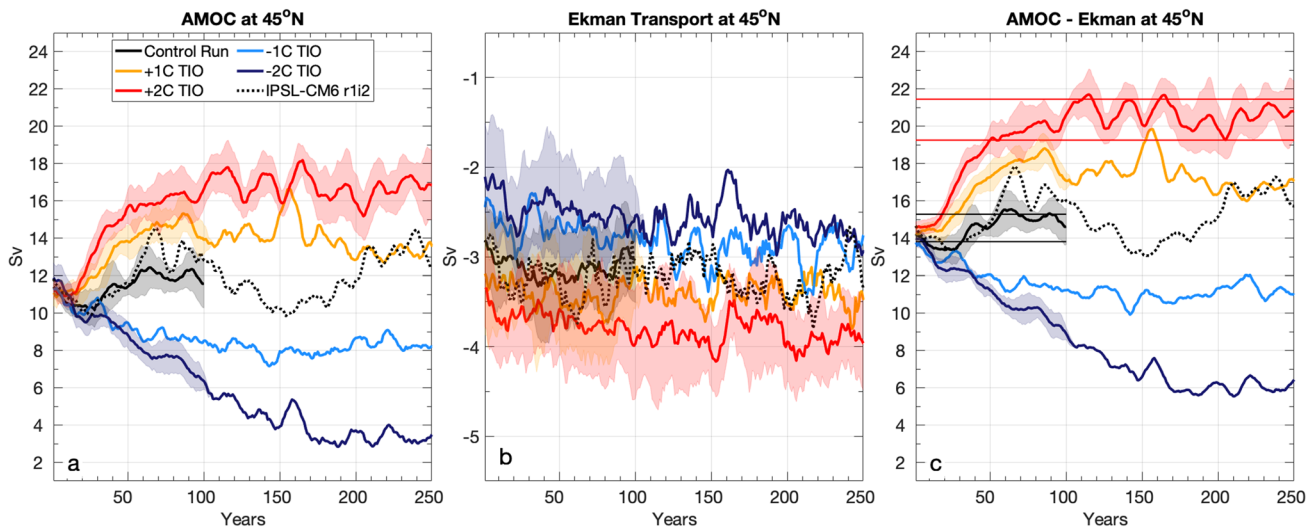 AMOC at 45°N
24
22
20
18
16
14
12
10
8
6
4
2
Sv
Control Run
+1C TIO
+2C TIO
-1C TIO
-2C TIO
IPSL-CM6 r1i2
a
50 100 150 200 250
Years
Ekman Transport at 45°N
-1
-2
-3
-4
-5
Sv
b
50 100 150 200 250
Years
AMOC - Ekman at 45°N
24
22
20
18
16
14
12
10
8
6
4
2
Sv
c
50 100 150 200 250
Years